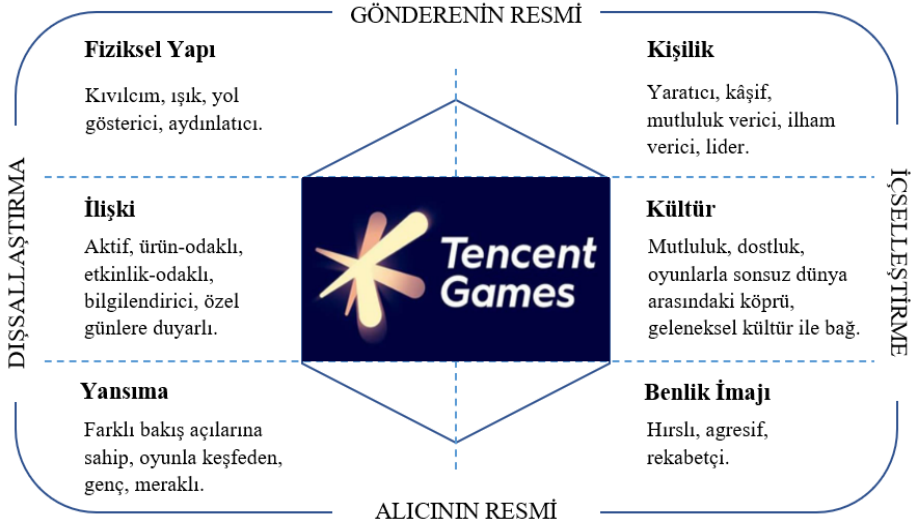 GÖNDERENİN RESMİ
Fiziksel Yapı
Kıvılcım, ışık, yol
gösterici, aydınlatıcı.
Kişilik
Yaratıcı, kâşif,
mutluluk verici, ilham
verici, lider.
DIŞSALLAŞTIRMA
İlişki
Aktif, ürün-odaklı,
etkinlik-odaklı,
bilgilendirici, özel
günlere duyarlı.
Tencent
Games
Kültür
Mutluluk, dostluk,
oyunlarla sonsuz dünya
arasındaki köprü,
geleneksel kültür ile bağ.
İÇSELLEŞTİRME
Yansıma
Farklı bakış açılarına
sahip, oyunla keşfeden,
genç, meraklı.
Benlik İmajı
Hırslı, agresif,
rekabetçi.
ALICININ RESMİ